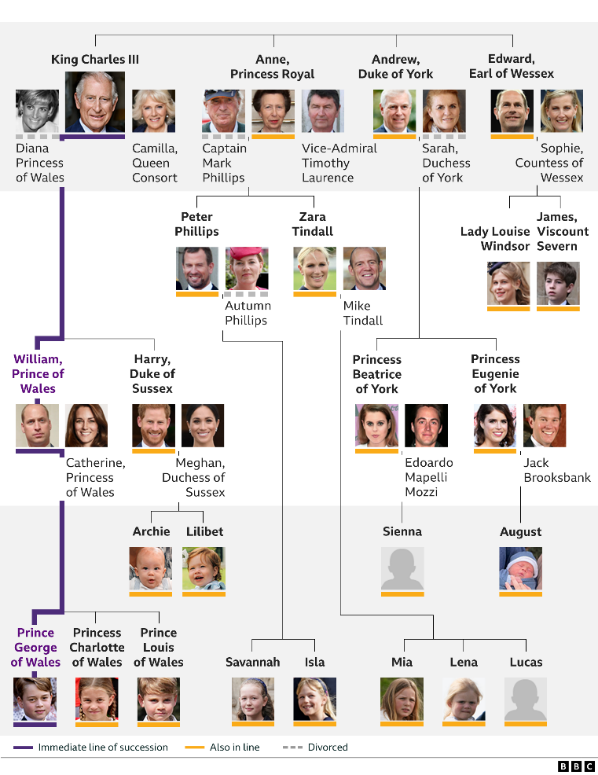 King Charles III
Anne,
Princess Royal
Andrew,
Duke of York
Edward,
Earl of Wessex
Diana
Princess
of Wales
Camilla,
Queen
Consort
Captain
Mark
Phillips
Vice-Admiral
Timothy
Laurence
Sarah,
Duchess
of York
Sophie,
Countess of
Wessex
Peter
Phillips
Zara
Tindall
Lady Louise
Windsor
James,
Viscount
Severn
Autumn
Phillips
Mike
Tindall
William,
Prince of
Wales
Harry,
Duke of
Sussex
Princess
Beatrice
of York
Princess
Eugenie
of York
Catherine,
Princess
of Wales
Meghan,
Duchess of
Sussex
Edoardo
Mapelli
Mozzi
Jack
Brooksbank
Archie
Lilibet
Sienna
August
Prince
George
of Wales
Princess
Charlotte
of Wales
Prince
Louis
of Wales
Savannah
Isla
Mia
Lena
Lucas
Immediate line of succession
Also in line
Divorced
BBC